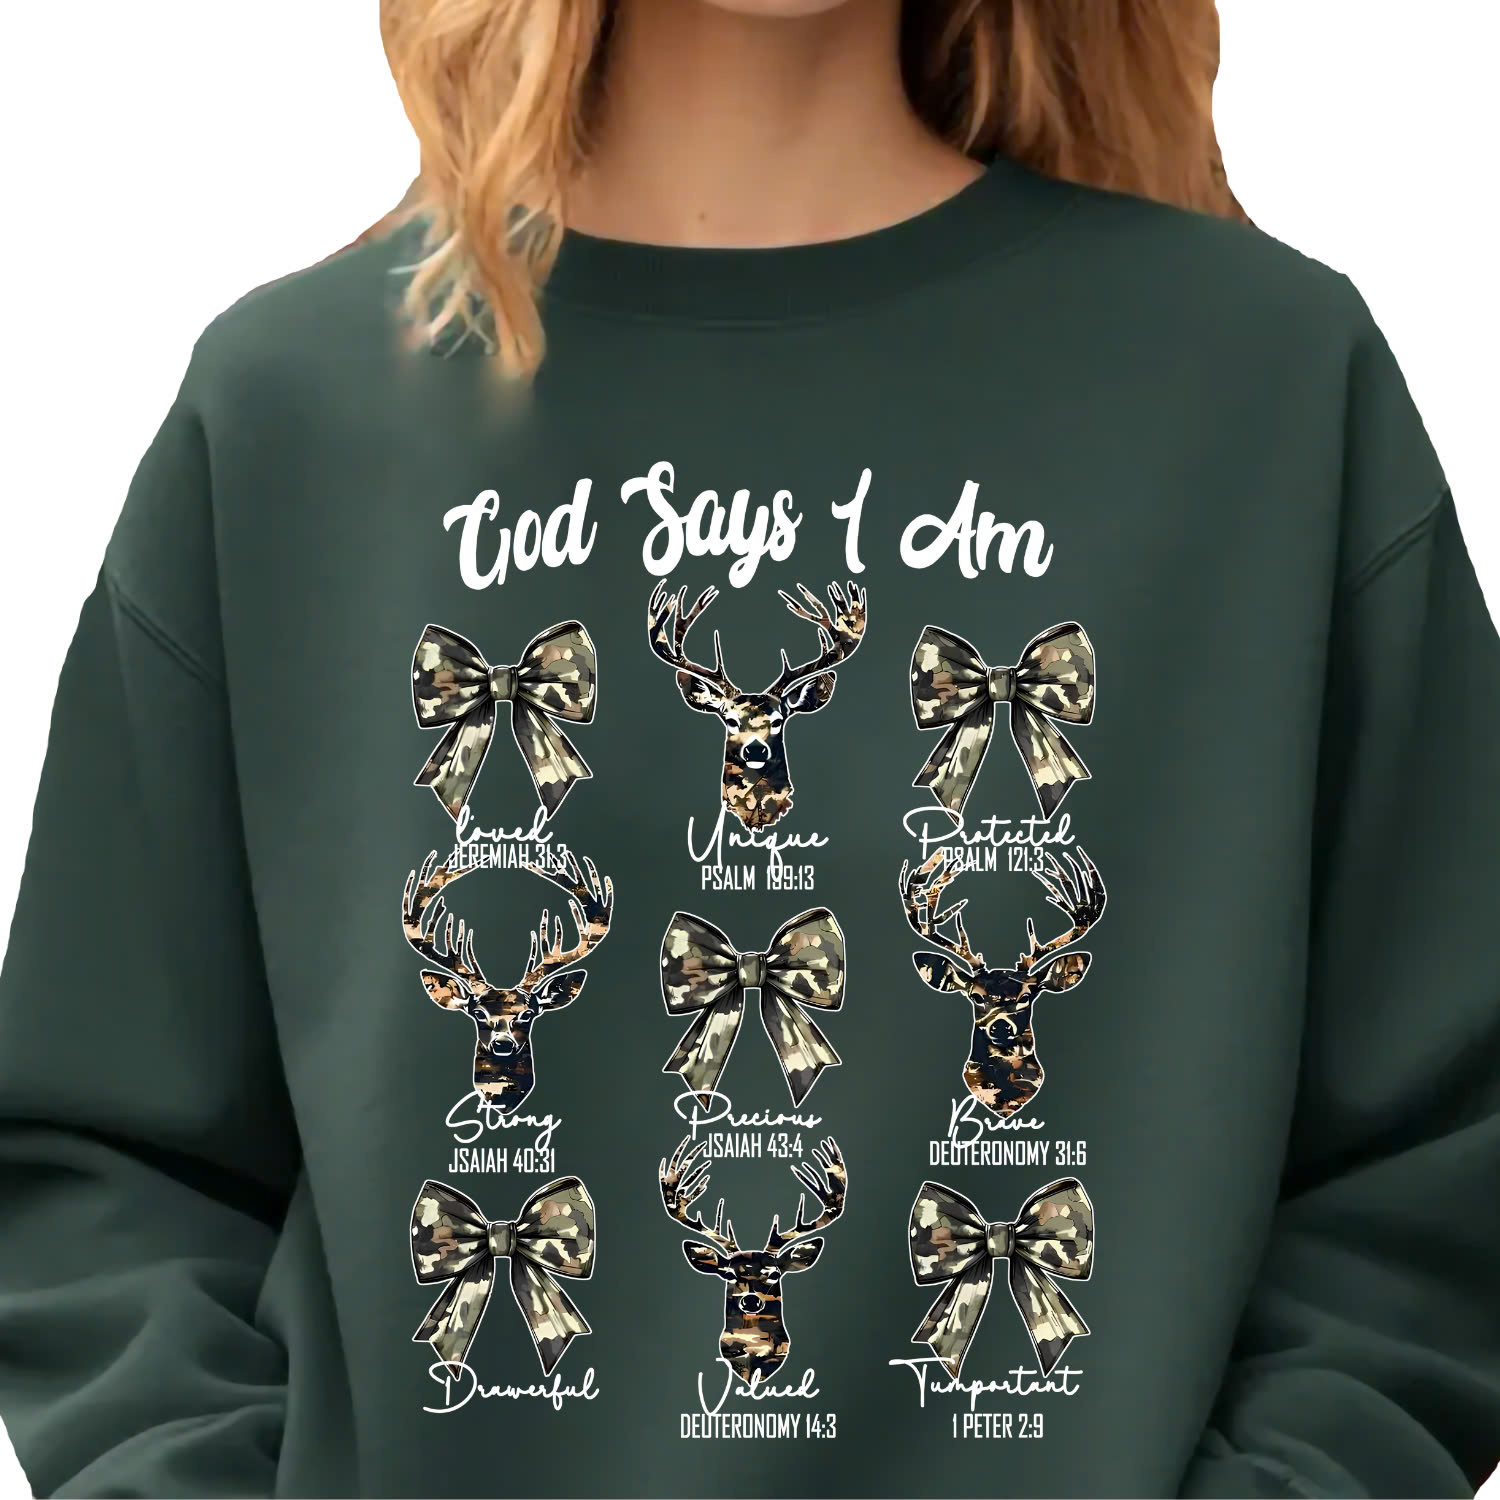 God Says I Am
Loved
JEREMIAH 31:3
Unique
PSALM 139:13
Protected
PSALM 121:3
Strong
JSAIAH 40:31
Precious
JSAIAH 43:4
Brave
DEUTERONOMY 31:6
Drawerful
Valued
DEUTERONOMY 14:3
Tumportant
1 PETER 2:9